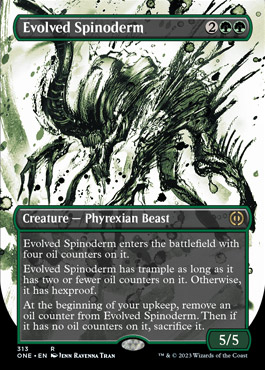 Evolved Spinoderm 2
Creature — Phyrexian Beast
Evolved Spinoderm enters the battlefield with
four oil counters on it.
Evolved Spinoderm has trample as long as it
has two or fewer oil counters on it. Otherwise,
it has hexproof.
At the beginning of your upkeep, remove an
oil counter from Evolved Spinoderm. Then if
it has no oil counters on it, sacrifice it.
5/5
313 R
ONE • EN Jenn Ravenna Tran
™ & © 2023 Wizards of the Coast